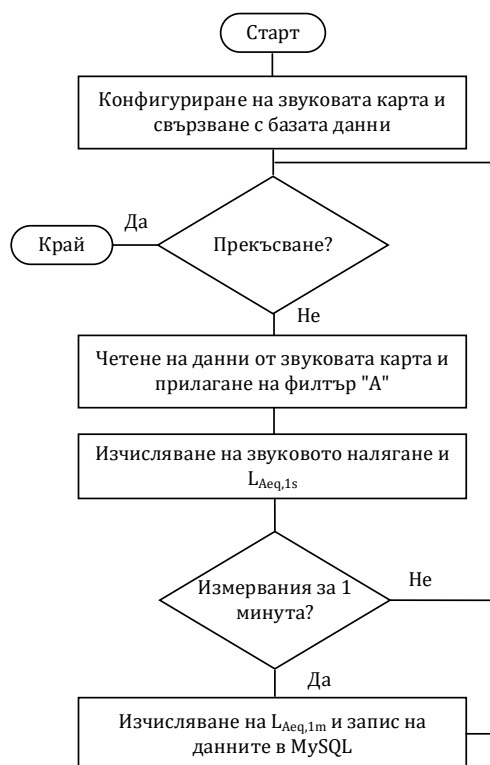 Старт
Конфигуриране на звуковата карта и
свързване с базата данни
Да
Край
Прекъсване?
Не
Четене на данни от звуковата карта и
прилагане на филтър "А"
Изчисляване на звуковото налягане и
LAeq,1s
Измервания за 1
минута?
Не
Да
Изчисляване на LAeq,1m и запис на
данните в MySQL